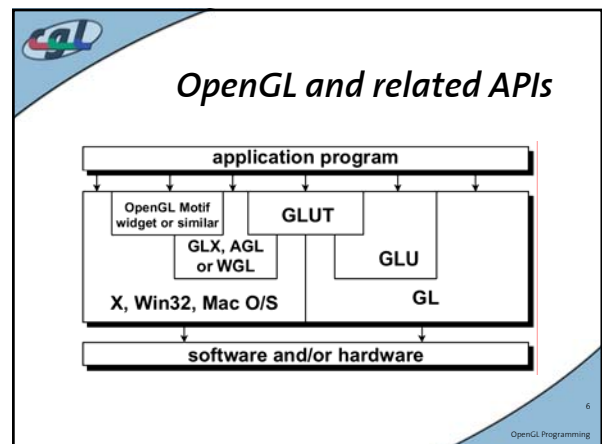 cgl
OpenGL and related APIs
application program
OpenGL Motif
widget or similar
GLUT
GLX, AGL
or WGL
GLU
X, Win32, Mac O/S
GL
software and/or hardware
6
OpenGL Programming